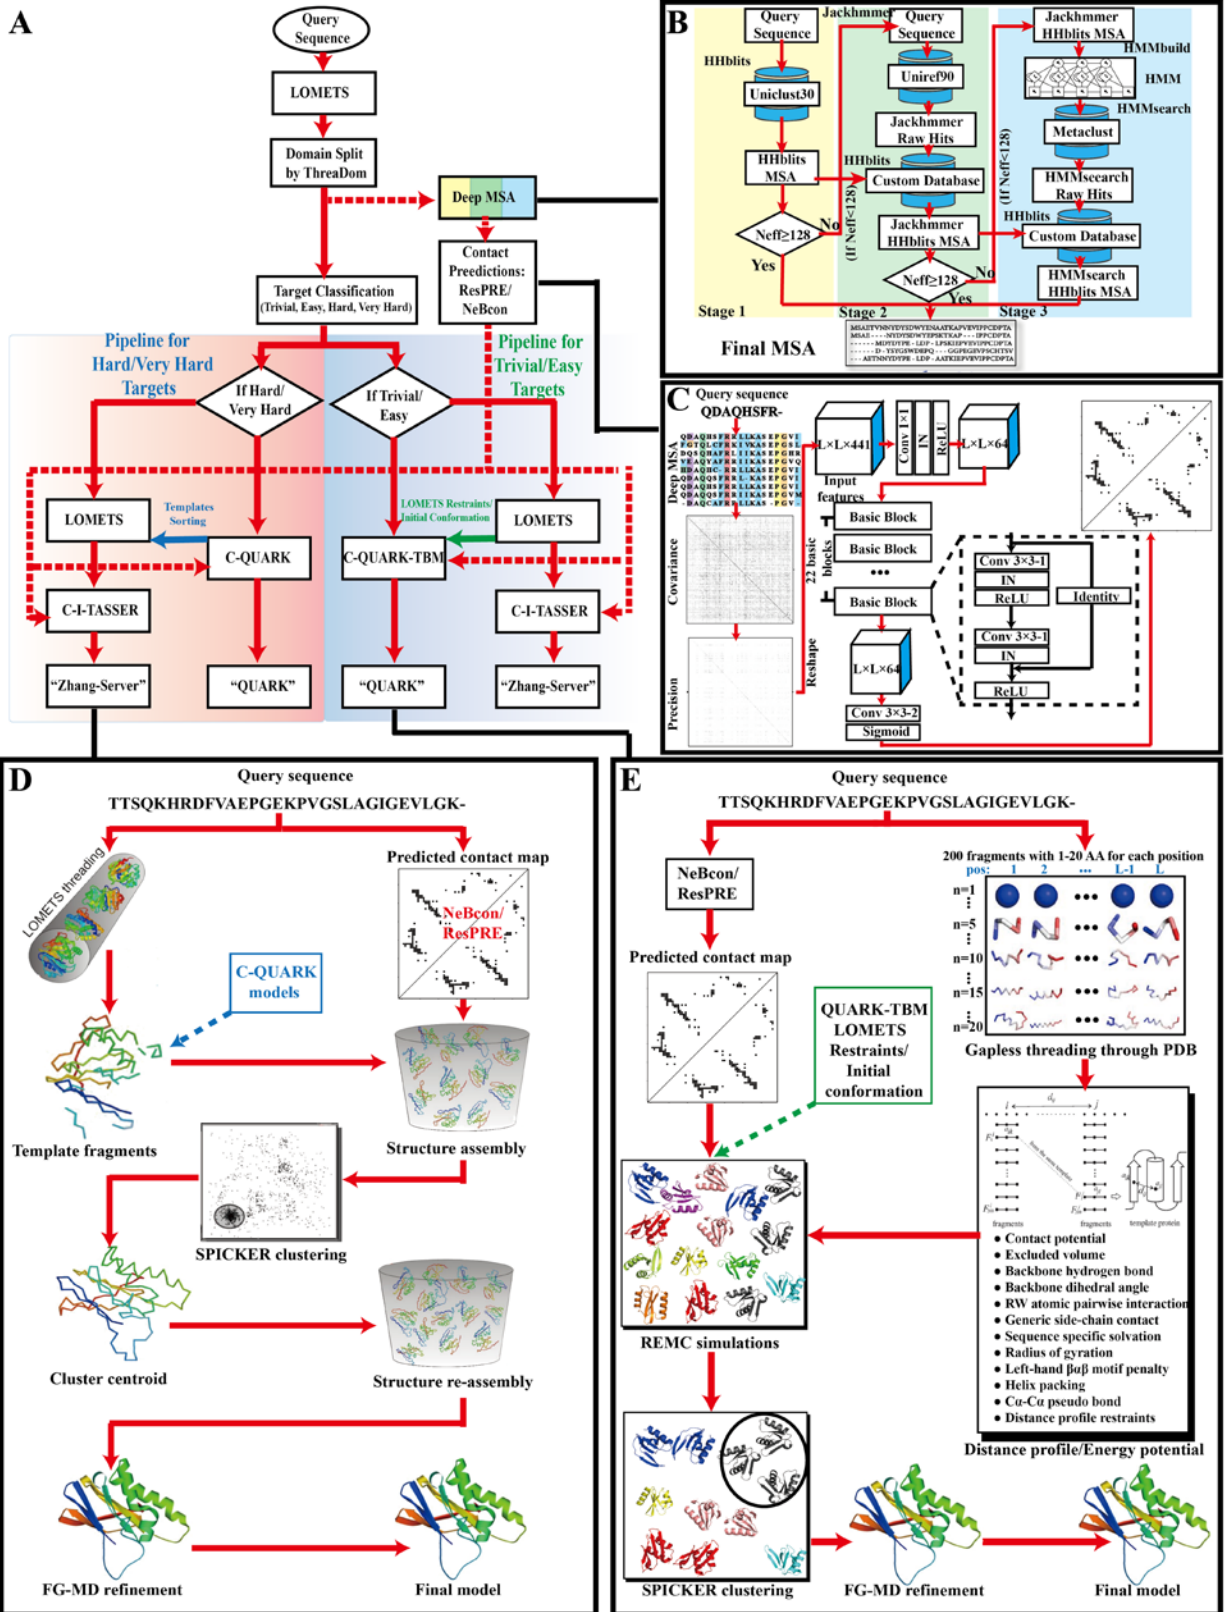 A
Query
Sequence
LOMETS
Domain Split
by ThreaDom
Deep MSA
Contact
Preedictions:
ResPRE/
NeBcon
Target Classification
(Trivial, Easy, Hard, Very Hard)
Pipeline for
Hard/Very Hard
Targets
Pipeline for
Trivial/Easy
Targets
If Hard/
Very Hard
If Trivial/
Easy
LOMETS
Templates
Sorting
C-QUARK
LOMETS Restraints/
Initial Conformation
LOMETS
C-QUARK-TBM
C-I-TASSER
C-I-TASSER
“Zhang-Server”
“QUARK”
“QUARK”
“Zhang-Server”
B
Query
Sequence
HHblits
Uniclust30
HHblits
MSA
Neff≥128
No
Yes
Stage 1
Jackhmmer
Query
Sequence
Uniref90
Jackhmmer
Raw Hits
HHblits
Custom Database
(If Neff<128)
Jackhmmer
HHblits MSA
Neff≥128
No
Yes
Stage 2
Jackhmmer
HHblits MSA
HMMbuild
HMM
HMMsearch
Metaclust
(If Neff<128)
HMMsearch
Raw Hits
HHblits
Custom Database
HMMsearch
HHblits MSA
Stage 3
Final MSA
C
Query sequence
QDAQHSFR-
Deep MSA
Covariance
Precision
Reshape
L×L×441
Input
features
Conv 1×1
IN
ReLU
L×L×64
22 basic
blocks
Basic Block
Basic Block
•••
Basic Block
L×L×64
Conv 3×3-2
Sigmoid
Conv 3×3-1
IN
ReLU
Identity
Conv 3×3-1
IN
ReLU
D
Query sequence
TTSQKHRDFVAEPGEKPVGSLAGIGEVLGK-
LOMETS threading
Predicted contact map
NeBcon/
ResPRE
C-QUARK
models
Template fragments
Structure assembly
SPICKER clustering
Cluster centroid
Structure re-assembly
FG-MD refinement
Final model
E
Query sequence
TTSQKHRDFVAEPGEKPVGSLAGIGEVLGK-
NeBcon/
ResPRE
Predicted contact map
200 fragments with 1-20 AA for each position
pos: 1 2 ... L-1 L
n=1
n=5
n=10
n=15
n=20
Gapless threading through PDB
QUARK-TBM
LOMETS
Restraints/
Initial
conformation
fragments
fragments
template protein
● Contact potential
● Excluded volume
● Backbone hydrogen bond
● Backbone dihedral angle
● RW atomic pairwise interaction
● Generic side-chain contact
● Sequence specific solvation
● Radius of gyration
● Left-hand βαβ motif penalty
● Helix packing
● Cα-Cα pseudo bond
● Distance profile restraints
Distance profile/Energy potential
REMC simulations
SPICKER clustering
FG-MD refinement
Final model